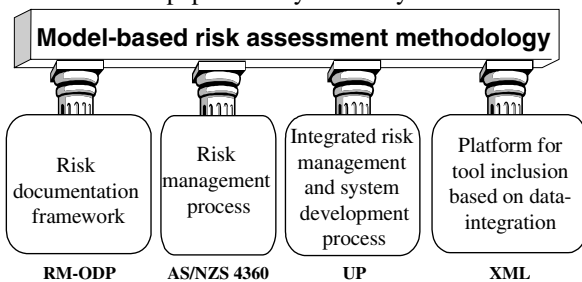 Model-based risk assessment methodology
Risk
documentation
framework
Risk
management
process
Integrated risk
management
and system
development
process
Platform for
tool inclusion
based on data-
integration
RM-ODP
AS/NZS 4360
UP
XML